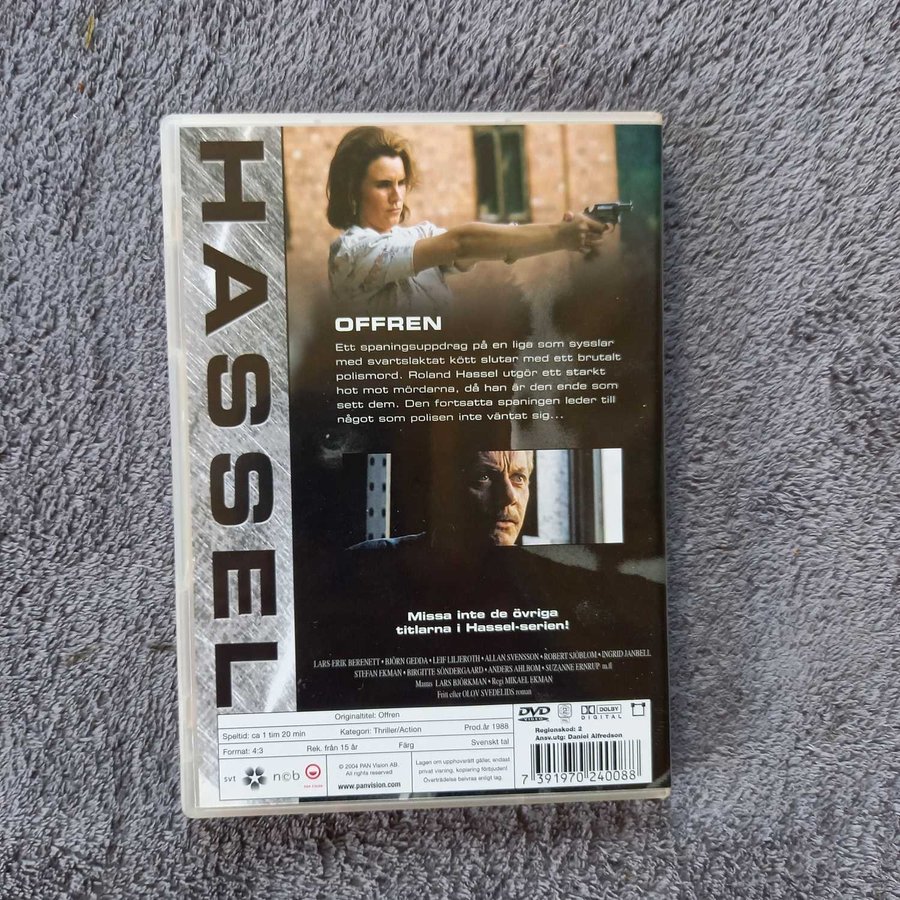 HASSEL
OFFREN
Ett spaningsuppdrag på en liga som sysslar
med svartslaktat kött slutar med ett brutalt
polismord. Roland Hassel utgör ett starkt
hot mot mördarna, då han är den ende som
sett dem. Den fortsatta spaningen leder till
något som polisen inte väntat sig...
Missa inte de övriga
titlarna i Hassel-serien!
LARS-ERIK BERENETT • BJÖRN GEDDA • LEIF LILJEROTH • ALLAN SVENSSON • ROBERT SJÖBLOM • INGRID JANBELL
STEFAN EKMAN • BIRGITTE SÖNDERGAARD • ANDERS AHLBOM • SUZANNE ERNRUP m.fl
Manus LARS BJÖRKMAN • Regi MIKAEL EKMAN
Fritt efter OLOV SVEDELIDS roman
Originaltitel: Offren
Speltid: ca 1 tim 20 min Kategori: Thriller/Action Prod.år 1988
Format: 4:3 Rek. från 15 år Färg Svenskt tal
svt ncb
© 2004 PAN Vision AB.
All rights reserved
www.panvision.com
Lagen om upphovsrätt gäller, endast
privat visning, kopiering förbjuden!
Överträdelse beivras enligt lag.
DVD VIDEO DOLBY DIGITAL
Regionskod: 2
Ansv.utg: Daniel Alfredson
7 391970 240088